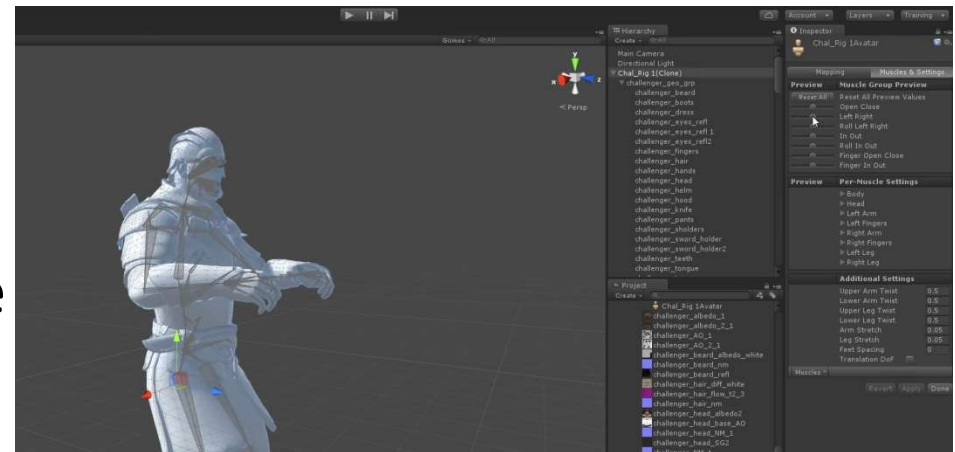 Account
Layers
Training
Gizmos
All
y
x
z
Persp
e
Hierarchy
Create
All
Main Camera
Directional Light
Chal_Rig 1(Clone)
challenger_geo_grp
challenger_beard
challenger_boots
challenger_dress
challenger_eyes_refl
challenger_eyes_refl 1
challenger_eyes_refl2
challenger_fingers
challenger_hair
challenger_hands
challenger_head
challenger_helm
challenger_hood
challenger_knife
challenger_pants
challenger_sholders
challenger_sword_holder
challenger_sword_holder2
challenger_teeth
challenger_tongue
Project
Create
Chal_Rig 1Avatar
challenger_albedo_1
challenger_albedo_2_1
challenger_AO_1
challenger_AO_2_1
challenger_beard_albedo_white
challenger_beard_nm
challenger_beard_refl
challenger_hair_diff_white
challenger_hair_flow_t2_3
challenger_hair_nm
challenger_head_albedo2
challenger_head_base_AO
challenger_head_NM_1
challenger_head_SG2
Inspector
Chal_Rig 1Avatar
Mapping Muscles & Settings
Preview Muscle Group Preview
Reset All Reset All Preview Values
Open Close
Left Right
Roll Left Right
In Out
Roll In Out
Finger Open Close
Finger In Out
Preview Per-Muscle Settings
Body
Head
Left Arm
Left Fingers
Right Arm
Right Fingers
Left Leg
Right Leg
Additional Settings
Upper Arm Twist 0.5
Lower Arm Twist 0.5
Upper Leg Twist 0.5
Lower Leg Twist 0.5
Arm Stretch 0.05
Leg Stretch 0.05
Feet Spacing 0
Translation DoF
Muscles
Revert Apply Done